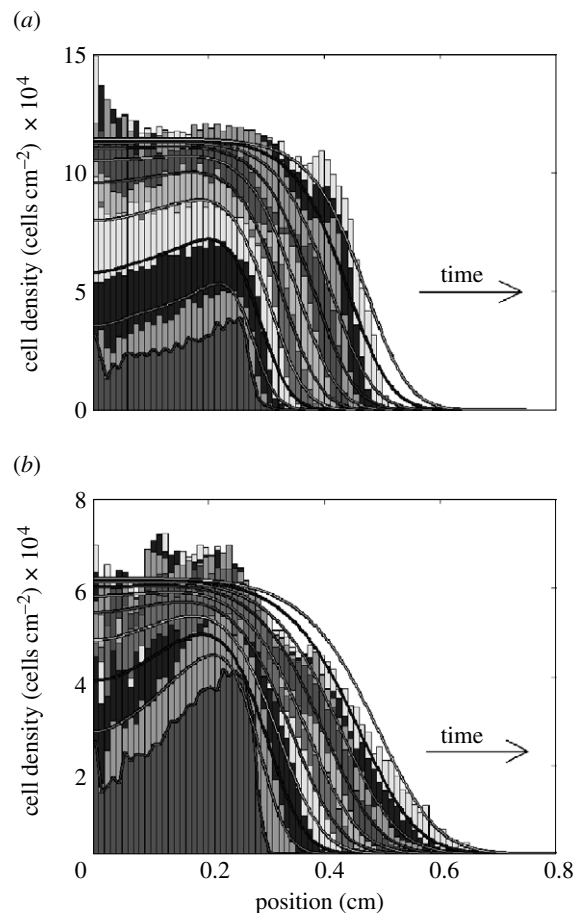 (a)
15
10
5
0
cell density (cells cm⁻²) × 10⁴
time
(b)
8
6
4
2
0
cell density (cells cm⁻²) × 10⁴
time
0.2
0.4
0.6
0.8
position (cm)